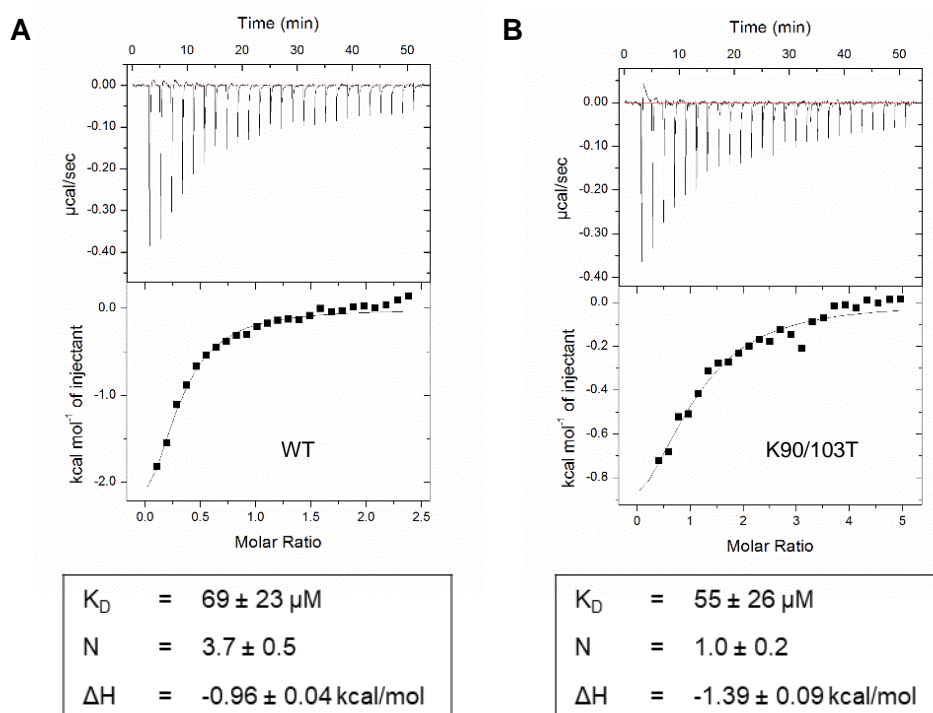 A
Time (min)
0 10 20 30 40 50
0.00
-0.10
-0.20
-0.30
-0.40
µcal/sec
0.0
-1.0
-2.0
kcal mol⁻¹ of injectant
WT
0.0 0.5 1.0 1.5 2.0 2.5
Molar Ratio
K_D = 69 ± 23 µM
N = 3.7 ± 0.5
ΔH = -0.96 ± 0.04 kcal/mol
B
Time (min)
0 10 20 30 40 50
0.00
-0.10
-0.20
-0.30
-0.40
µcal/sec
0.0
-0.2
-0.4
-0.6
-0.8
kcal mol⁻¹ of injectant
K90/103T
0 1 2 3 4 5
Molar Ratio
K_D = 55 ± 26 µM
N = 1.0 ± 0.2
ΔH = -1.39 ± 0.09 kcal/mol